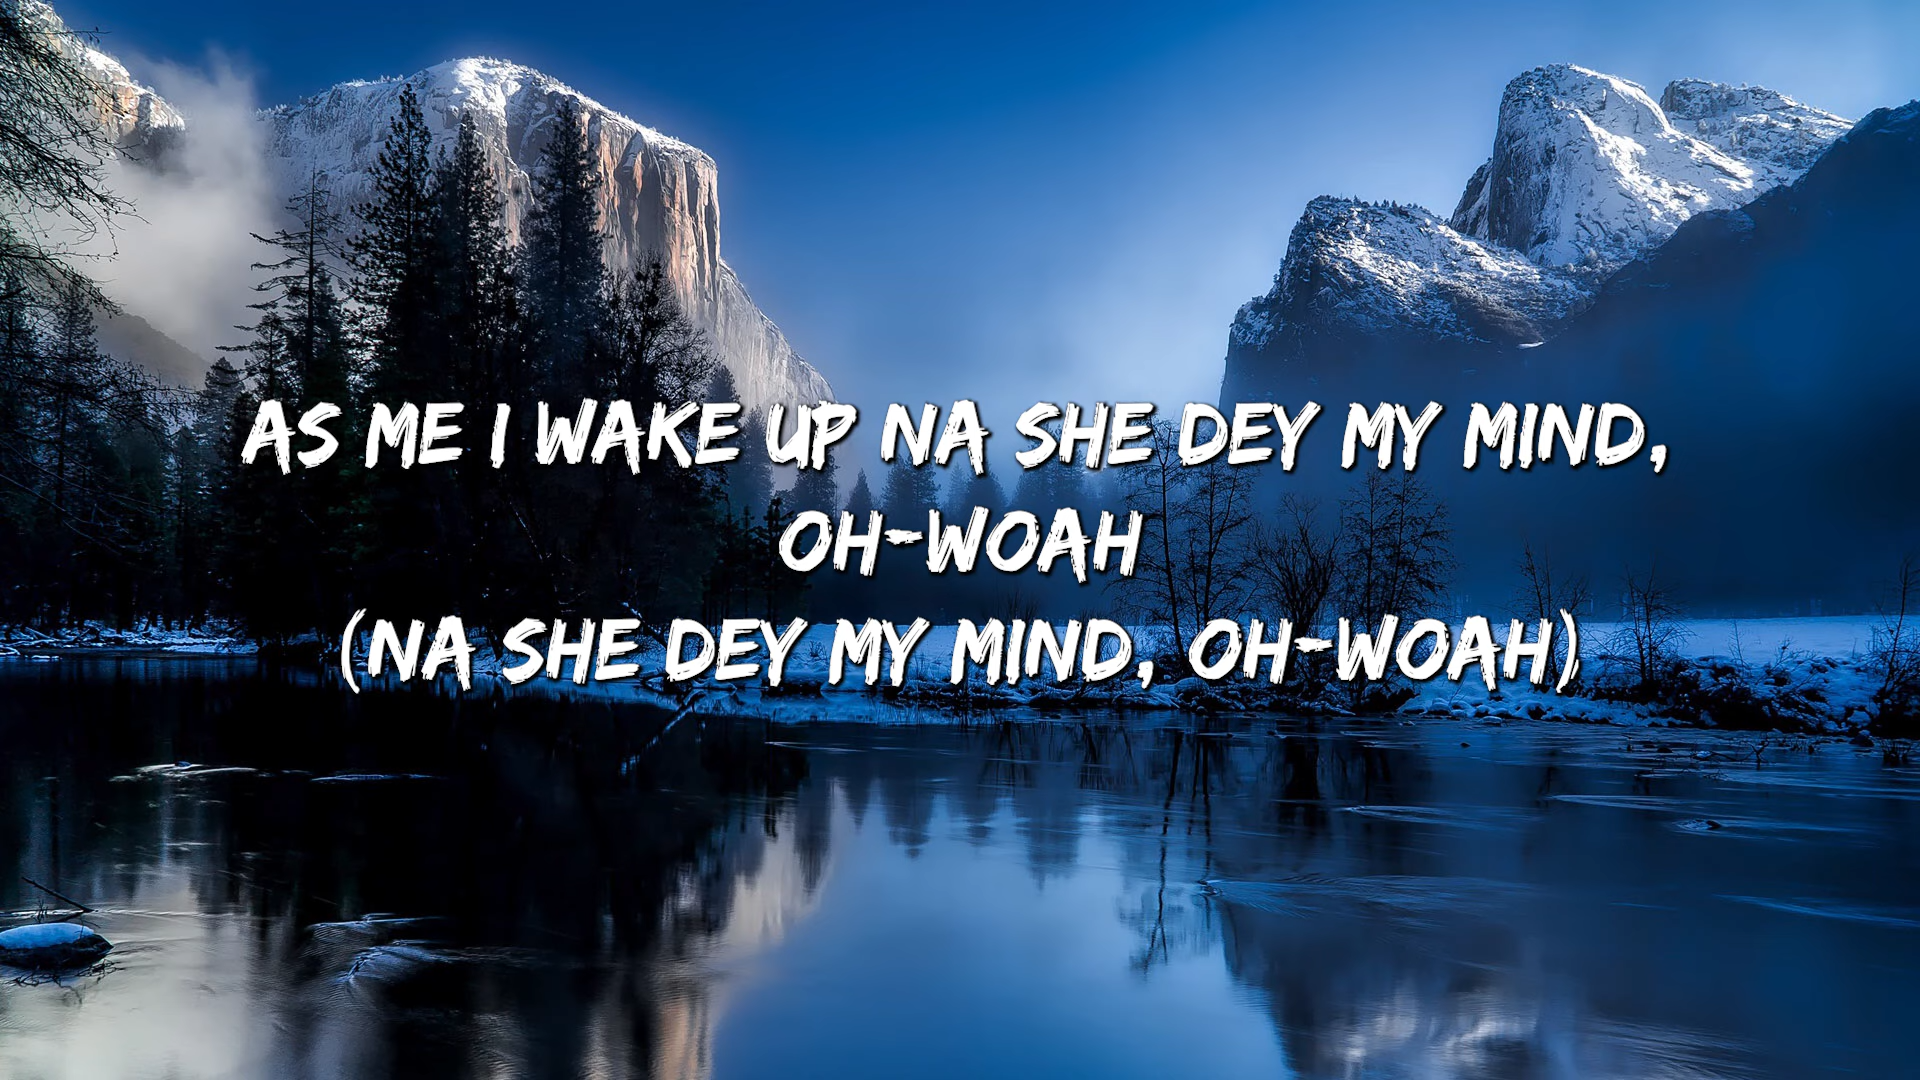 AS ME I WAKE UP NA SHE DEY MY MIND,
OH-WOAH
(NA SHE DEY MY MIND, OH-WOAH)